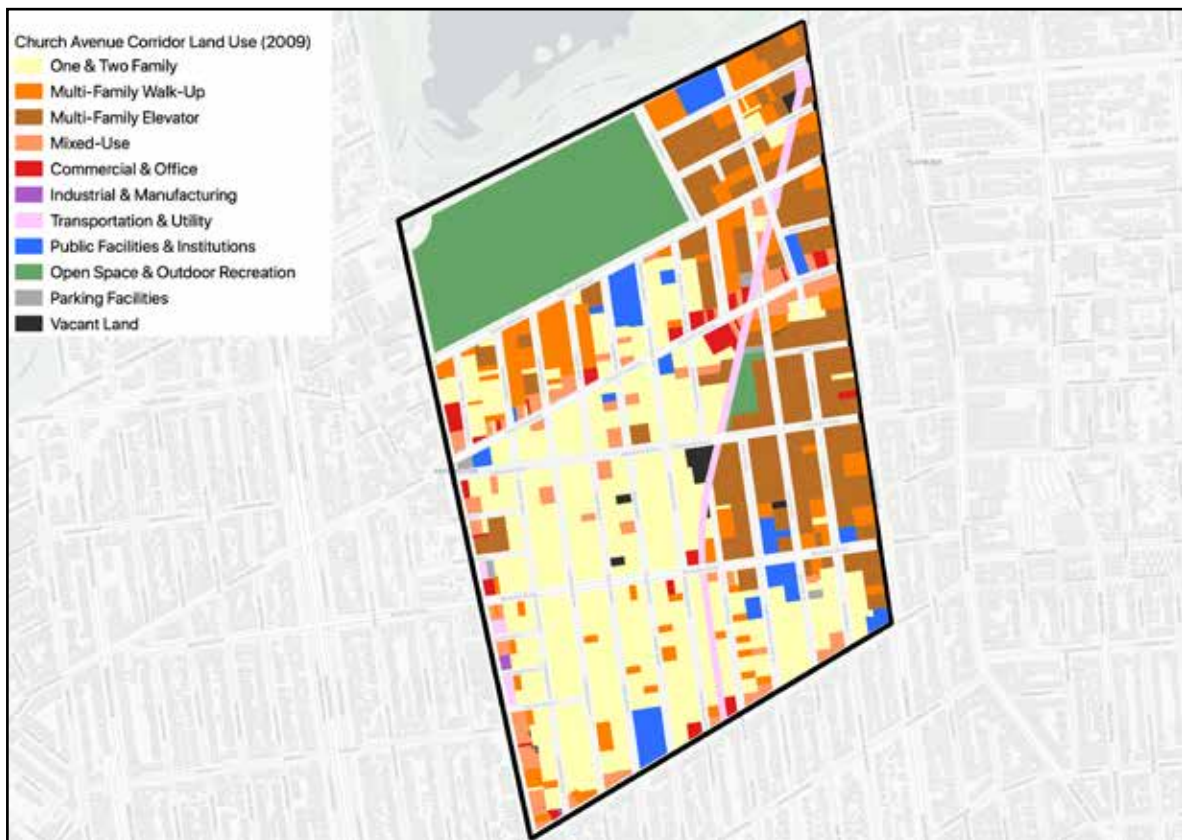 Church Avenue Corridor Land Use (2009)
One & Two Family
Multi-Family Walk-Up
Multi-Family Elevator
Mixed-Use
Commercial & Office
Industrial & Manufacturing
Transportation & Utility
Public Facilities & Institutions
Open Space & Outdoor Recreation
Parking Facilities
Vacant Land